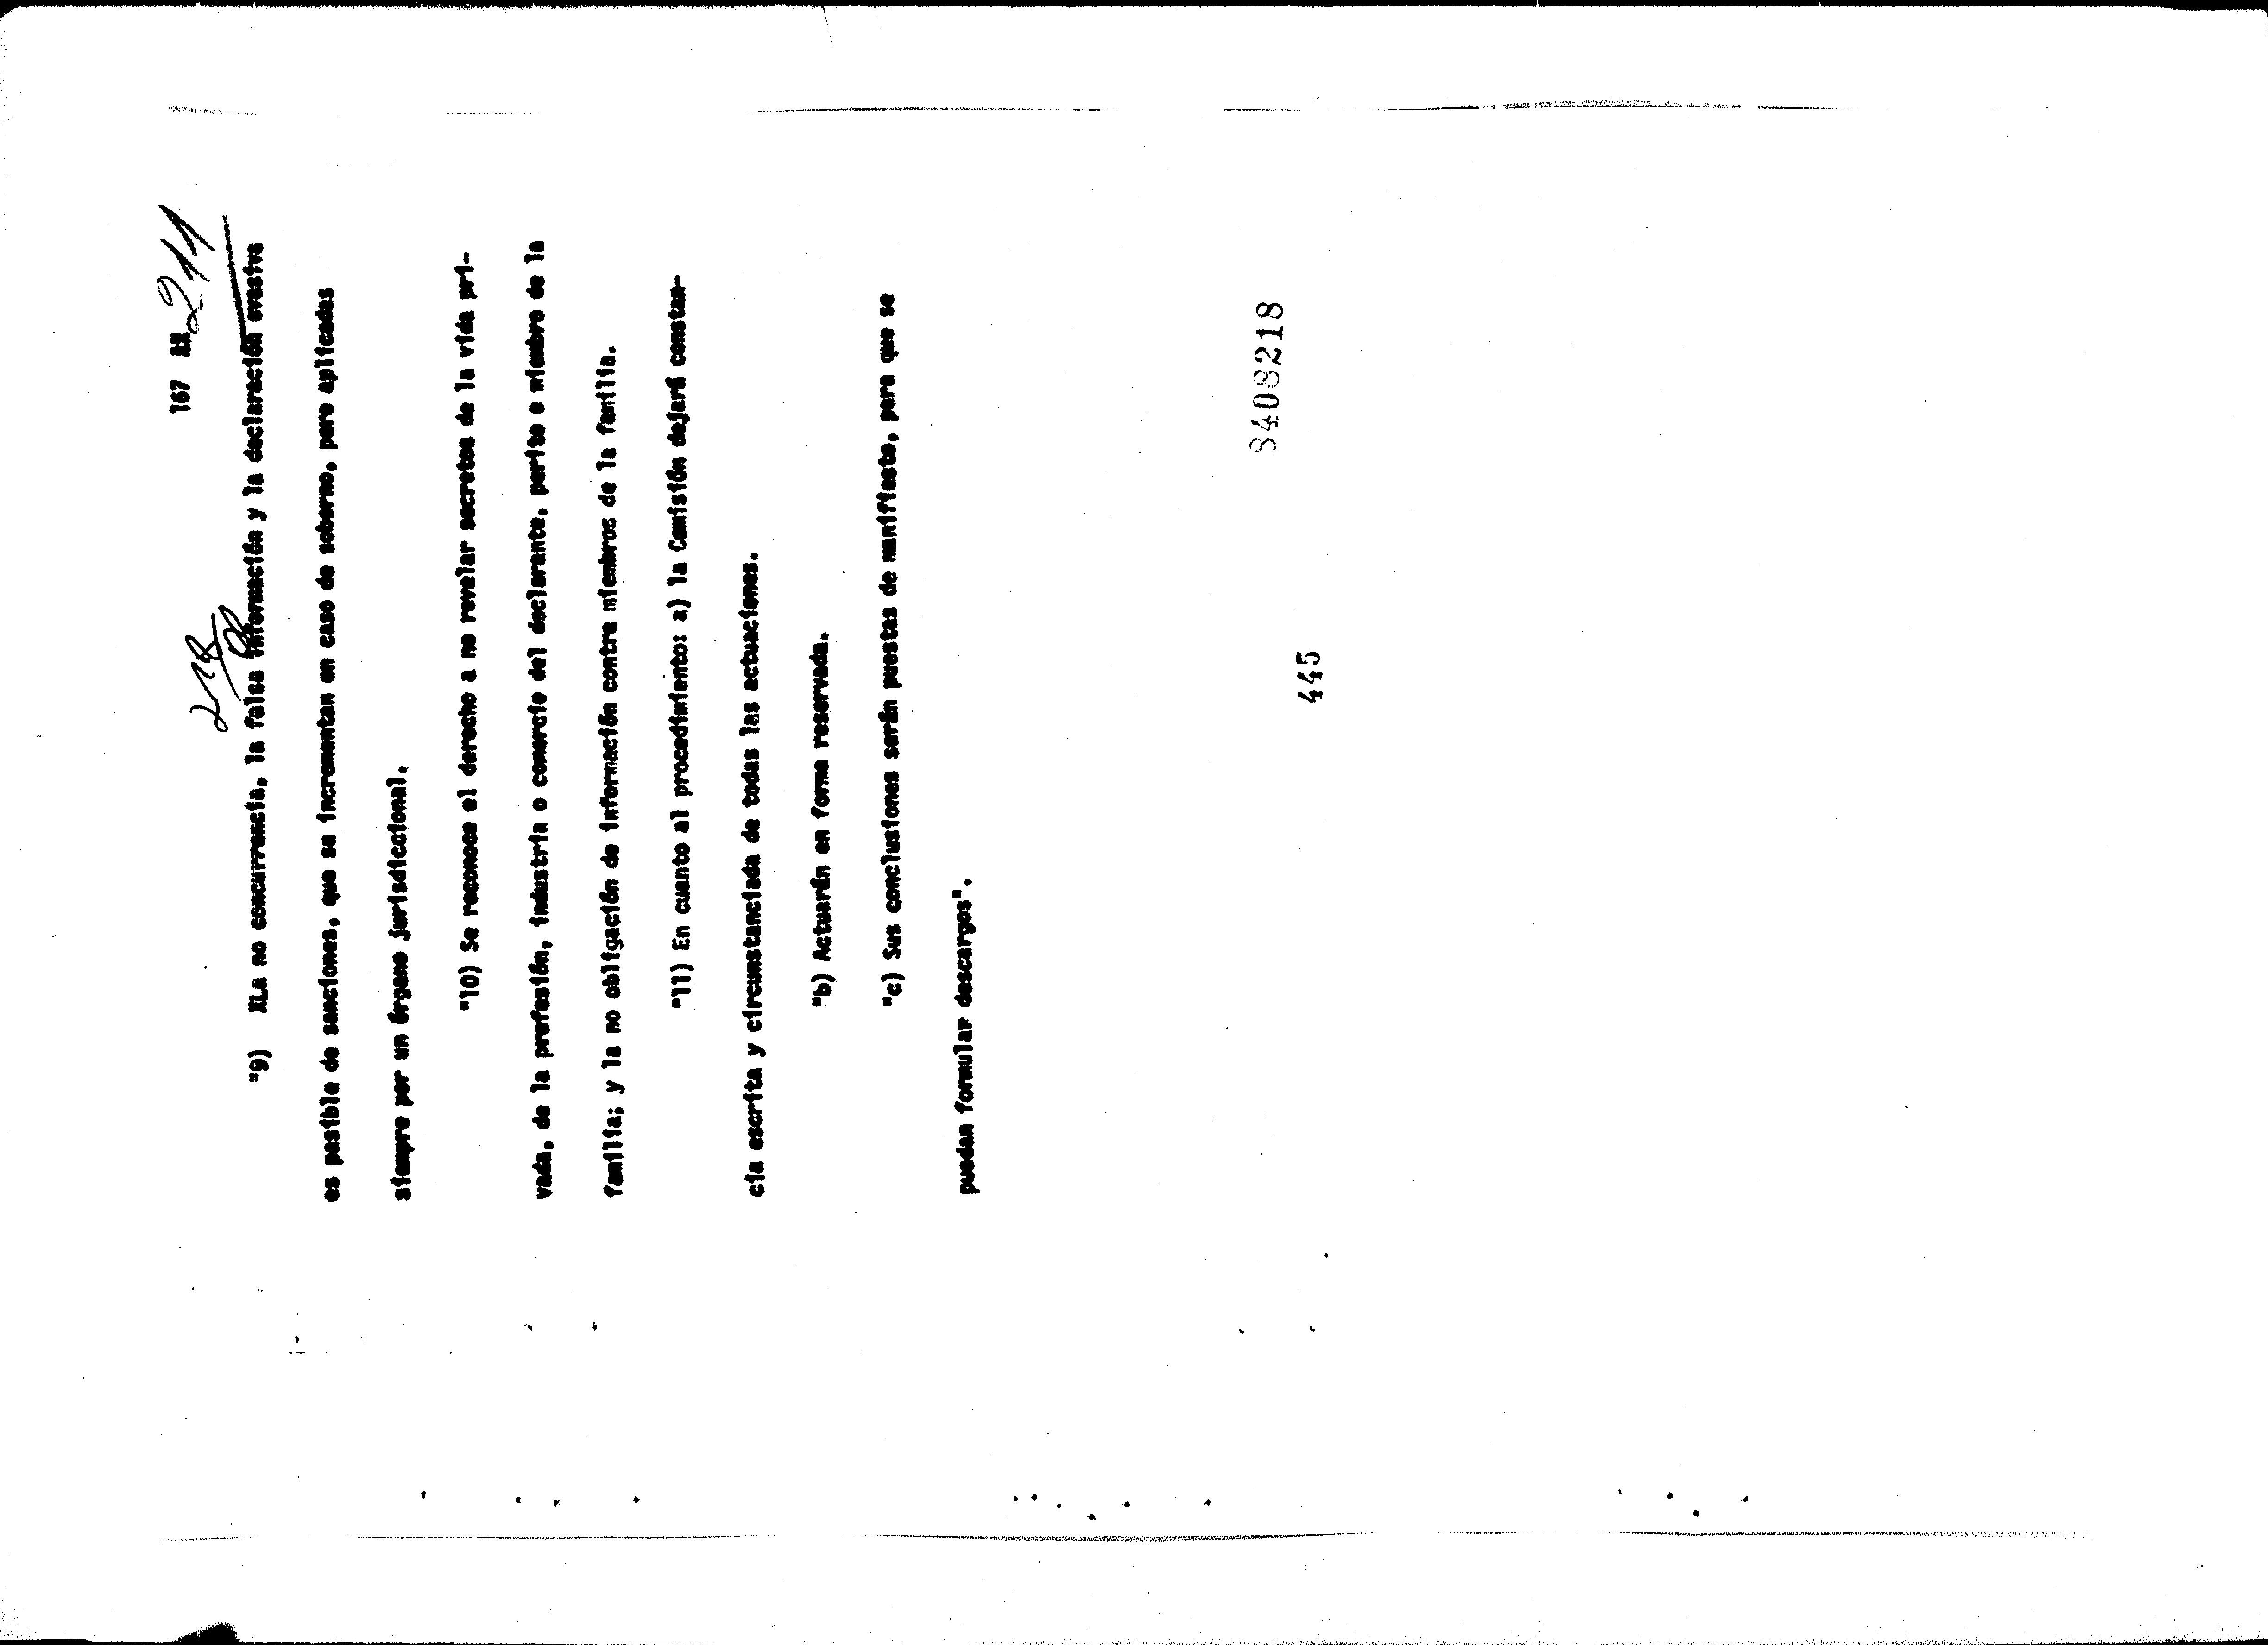 167
211
"9) XLa no concurrencia, la falsa información y la declaración evasiva
es pasible de sanciones, que se incrementan en caso de soborno, pero aplicadas
siempre por un órgano jurisdiccional.
"10) Se reconoce el derecho a no revelar secretos de la vida pri-
vada, de la profesión, industria o comercio del declarante, perito o miembro de la
familia; y la no obligación de información contra miembros de la familia.
"11) En cuanto al procedimiento: a) la Comisión dejará constan-
cia escrita y circunstanciada de todas las actuaciones.
"b) Actuarán en forma reservada.
"c) Sus conclusiones serán puestas de manifiesto, para que se
puedan formular descargos".
8408218
445